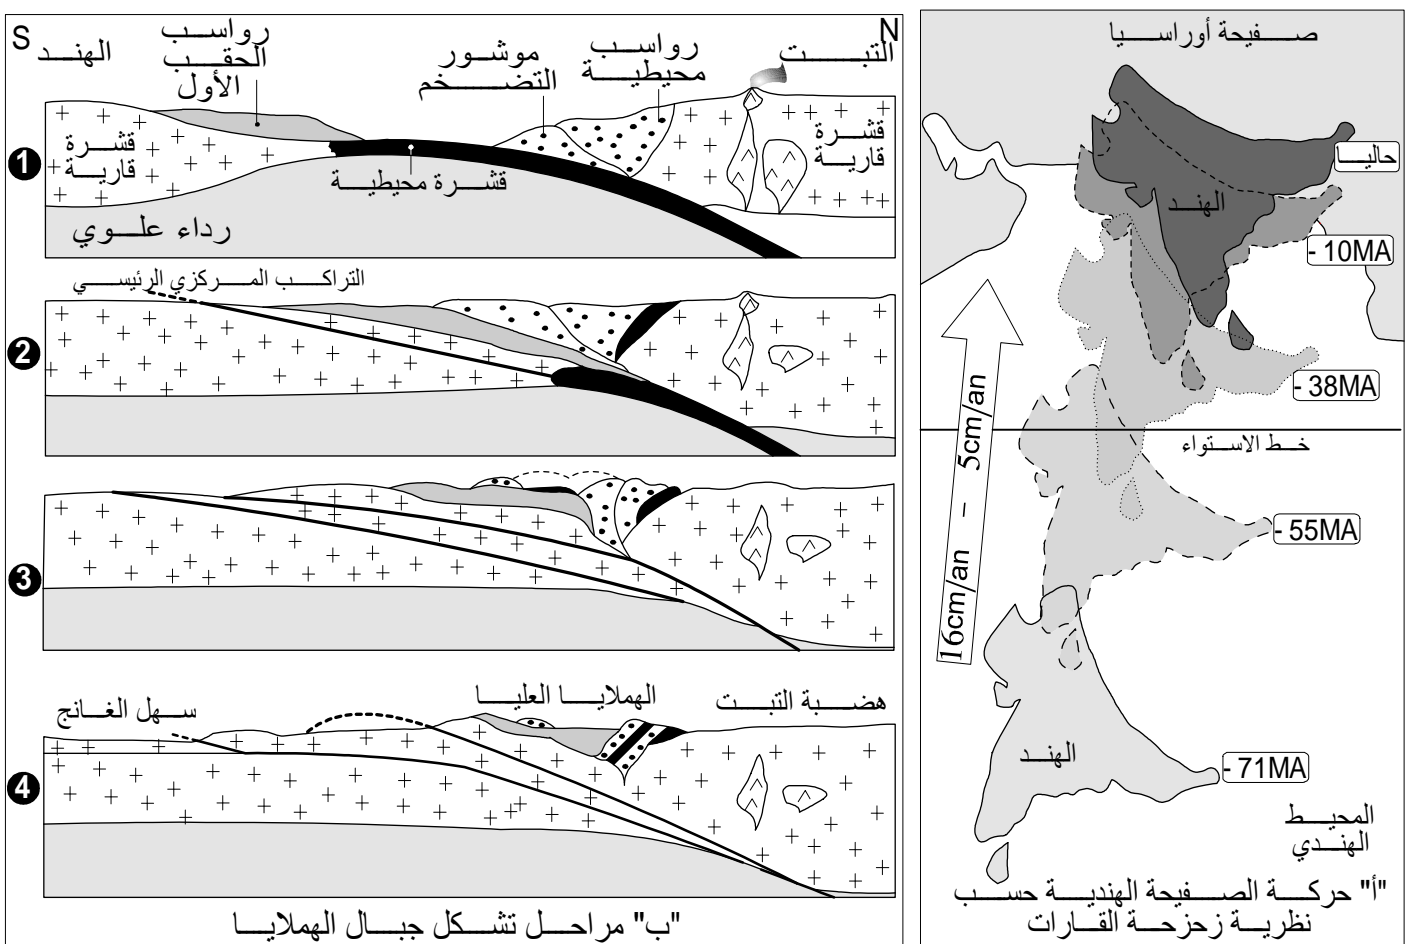 S
N
الهند
رواسب
الحقب
الأول
موشور
التضخم
رواسب
محيطية
التبت
قشرة
قارية
قشرة محيطية
قشرة
قارية
رداء علوي
1
التراكب المركزي الرئيسي
2
3
سهل الغانج
الهملايا العليا
هضبة التبت
4
"ب" مراحل تشكل جبال الهملايا
صفيحة أوراسيا
حاليا
الهند
- 10MA
- 38MA
خط الاستواء
16cm/an - 5cm/an
- 55MA
الهند
- 71MA
المحيط
الهندي
"أ" حركة الصفيحة الهندية حسب
نظرية زحزحة القارات